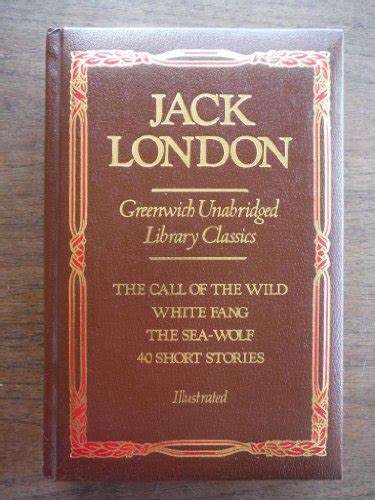 JACK
LONDON
Greenwich Unabridged
Library Classics
THE CALL OF THE WILD
WHITE FANG
THE SEA-WOLF
40 SHORT STORIES
Illustrated